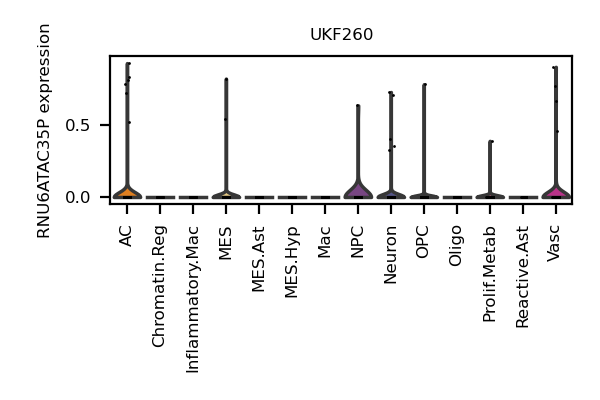 UKF260
RNU6ATAC35P expression
0.5
0.0
AC
Chromatin.Reg
Inflammatory.Mac
MES
MES.Ast
MES.Hyp
Mac
NPC
Neuron
OPC
Oligo
Prolif.Metab
Reactive.Ast
Vasc